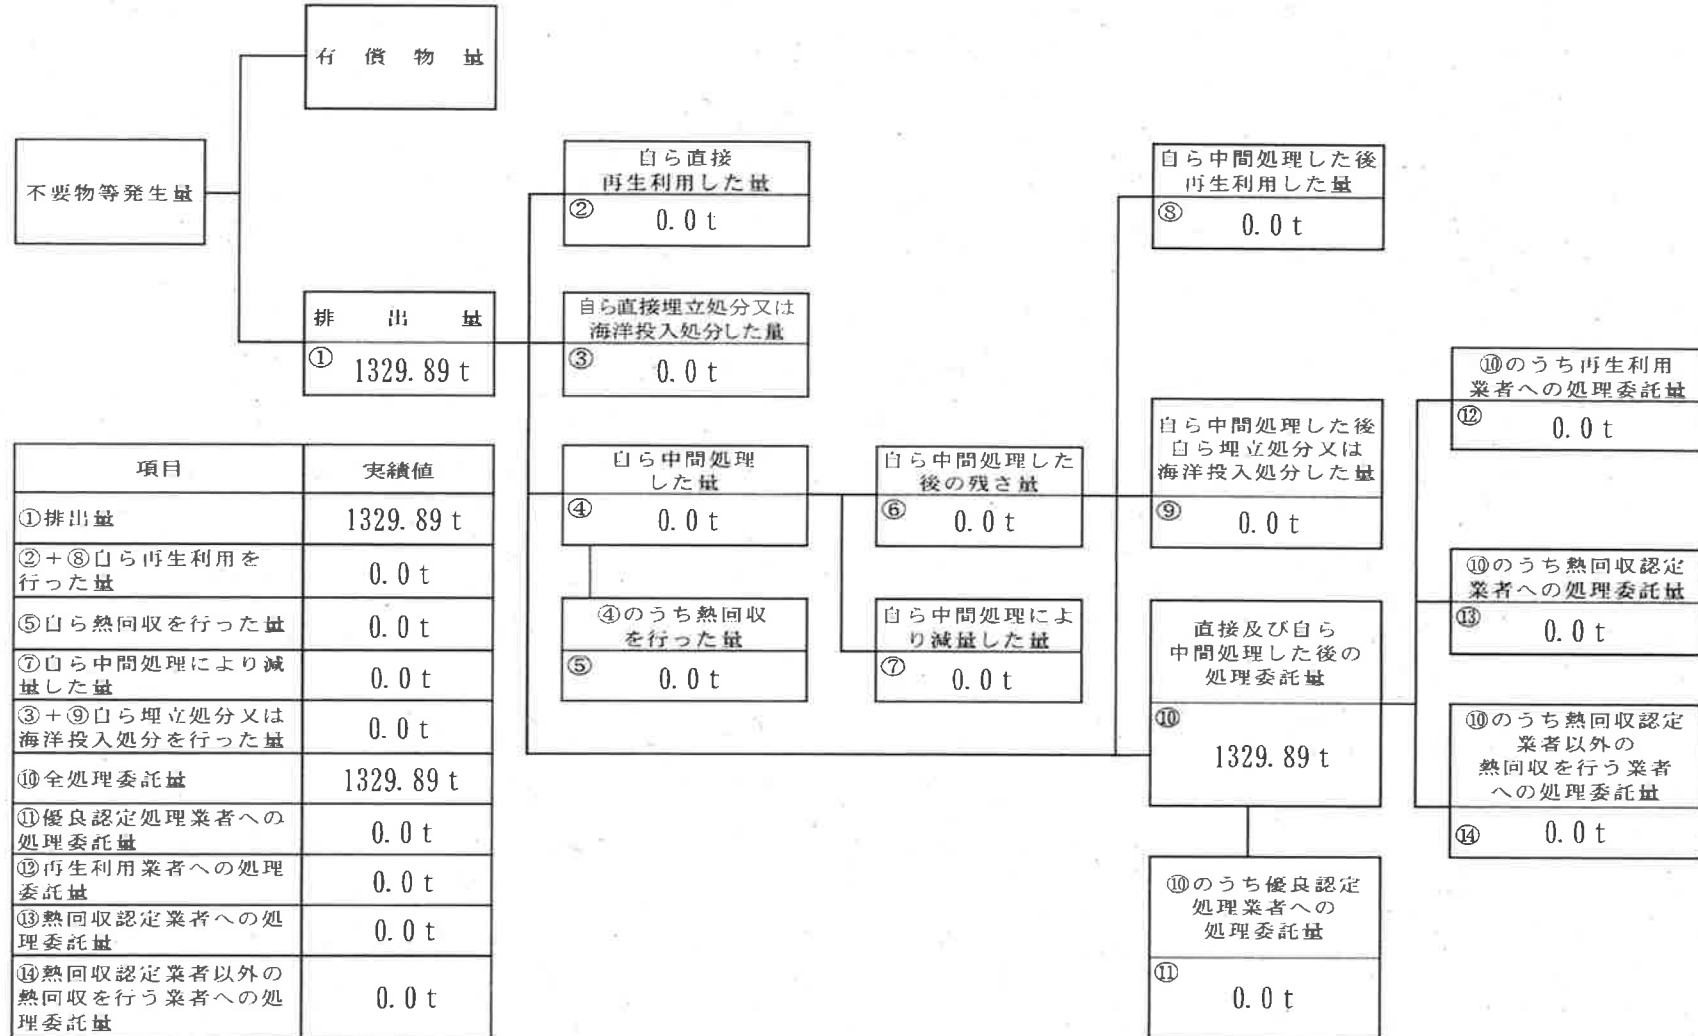 有償物量
不要物等発生量
排出量
① 1329.89 t
自ら直接
再生利用した量
② 0.0 t
自ら直接埋立処分又は
海洋投入処分した量
③ 0.0 t
自ら中間処理
した量
④ 0.0 t
④のうち熱回収
を行った量
⑤ 0.0 t
自ら中間処理した
後の残さ量
⑥ 0.0 t
自ら中間処理によ
り減量した量
⑦ 0.0 t
自ら中間処理した後
再生利用した量
⑧ 0.0 t
自ら中間処理した後
自ら埋立処分又は
海洋投入処分した量
⑨ 0.0 t
直接及び自ら
中間処理した後の
処理委託量
⑩
1329.89 t
⑩のうち優良認定
処理業者への
処理委託量
⑪
0.0 t
⑩のうち再生利用
業者への処理委託量
⑫ 0.0 t
⑩のうち熱回収認定
業者への処理委託量
⑬ 0.0 t
⑩のうち熱回収認定
業者以外の
熱回収を行う業者
への処理委託量
⑭ 0.0 t
項目 実績値
①排出量 1329.89 t
②+⑧自ら再生利用を
行った量 0.0 t
⑤自ら熱回収を行った量 0.0 t
⑦自ら中間処理により減
量した量 0.0 t
③+⑨自ら埋立処分又は
海洋投入処分を行った量 0.0 t
⑩全処理委託量 1329.89 t
⑪優良認定処理業者への
処理委託量 0.0 t
⑫再生利用業者への処理
委託量 0.0 t
⑬熱回収認定業者への処
理委託量 0.0 t
⑭熱回収認定業者以外の
熱回収を行う業者への処
理委託量 0.0 t